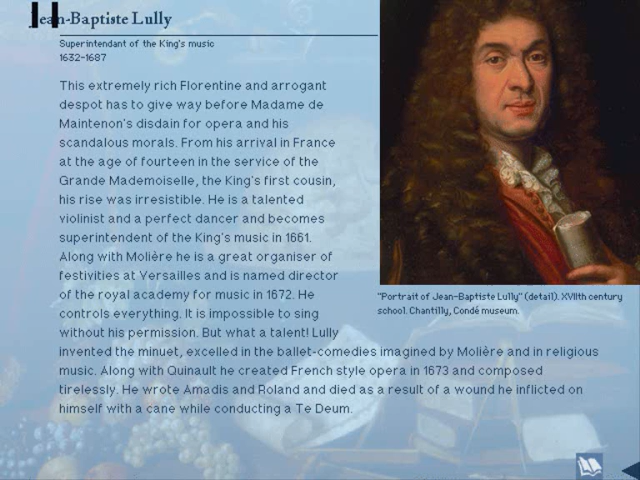 Jean-Baptiste Lully
Superintendant of the King's music
1632-1687
This extremely rich Florentine and arrogant
despot has to give way before Madame de
Maintenon's disdain for opera and his
scandalous morals. From his arrival in France
at the age of fourteen in the service of the
Grande Mademoiselle, the King's first cousin,
his rise was irresistible. He is a talented
violinist and a perfect dancer and becomes
superintendent of the King's music in 1661.
Along with Molière he is a great organiser of
festivities at Versailles and is named director
of the royal academy for music in 1672. He
controls everything. It is impossible to sing
without his permission. But what a talent! Lully
invented the minuet, excelled in the ballet-comedies imagined by Molière and in religious
music. Along with Quinault he created French style opera in 1673 and composed
tirelessly. He wrote Amadis and Roland and died as a result of a wound he inflicted on
himself with a cane while conducting a Te Deum.
"Portrait of Jean-Baptiste Lully" (detail). XVIIth century
school. Chantilly, Condé museum.